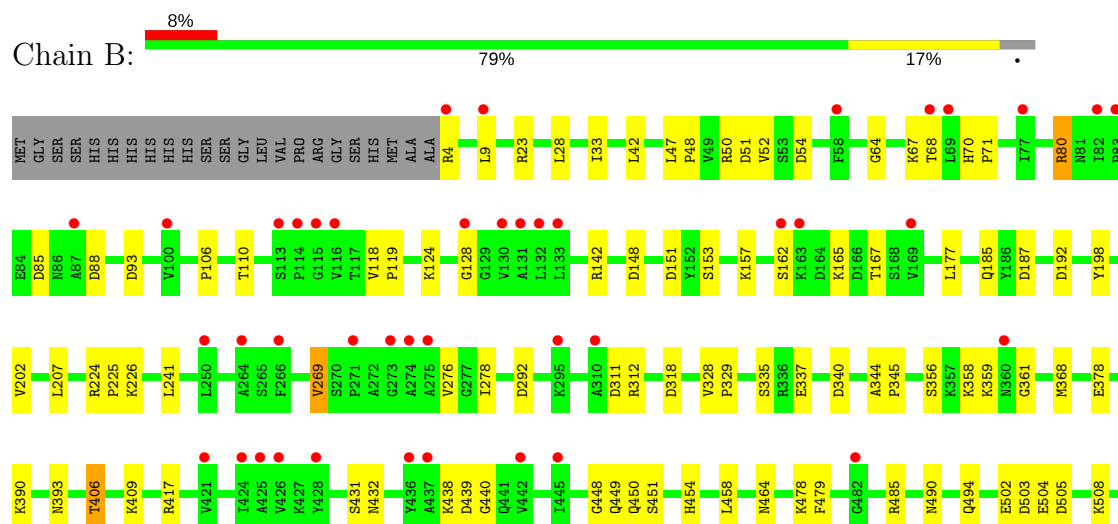 8%
Chain B:
79% 17% •
MET GLY SER SER HIS HIS HIS HIS HIS HIS SER SER GLY LEU VAL PRO ARG GLY SER HIS MET ALA ALA R4 L9 R23 L28 I33 L42 L47 P48 V49 R50 D51 V52 S53 D54 F58 G64 K67 T68 L69 H70 P71 I77 R80 N81 I82 P83
E84 D85 N86 A87 D88 D93 V100 P106 T110 S113 P114 G115 V116 T117 V118 P119 K124 G128 G129 V130 A131 L132 L133 R142 D148 D151 Y152 S153 K157 S162 K163 D164 K165 D166 T167 S168 V169 L177 Q185 Y186 D187 D192 Y198
V202 L207 R224 P225 K226 L241 L250 A264 S265 F266 V269 S270 P271 A272 G273 A274 A275 V276 G277 I278 D292 K295 A310 D311 R312 D318 V328 P329 S335 R336 E337 D340 A344 P345 S356 K357 K358 K359 N360 G361 M368 E378
K390 N393 T406 K409 R417 V421 I424 A425 V426 K427 Y428 S431 N432 Y436 A437 K438 D439 G440 Q441 V442 I445 G448 Q449 Q450 S451 H454 L458 N464 K478 F479 G482 R485 N490 Q494 E502 D503 E504 D505 K508